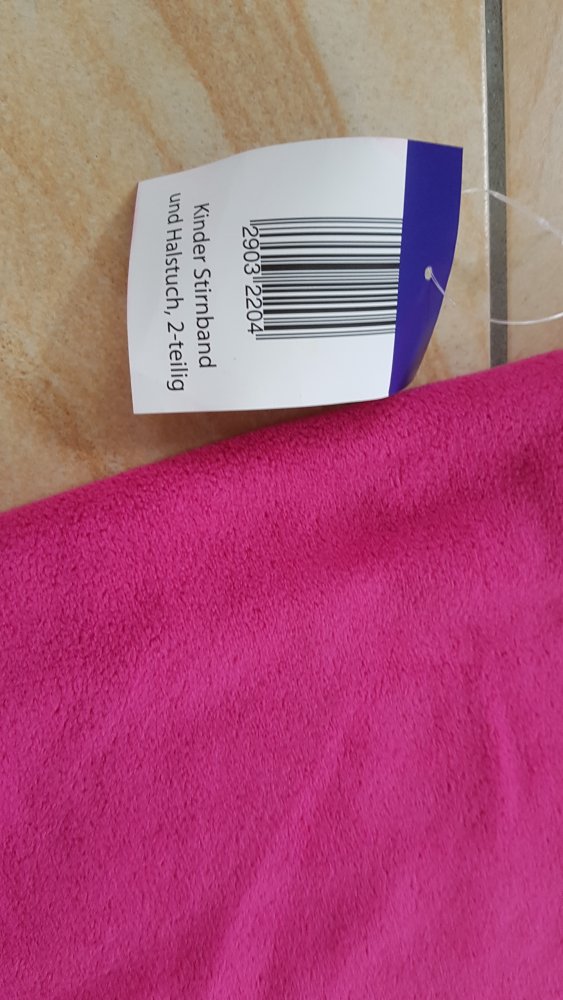 2903 2204
Kinder Stirnband
und Halstuch, 2-teilig